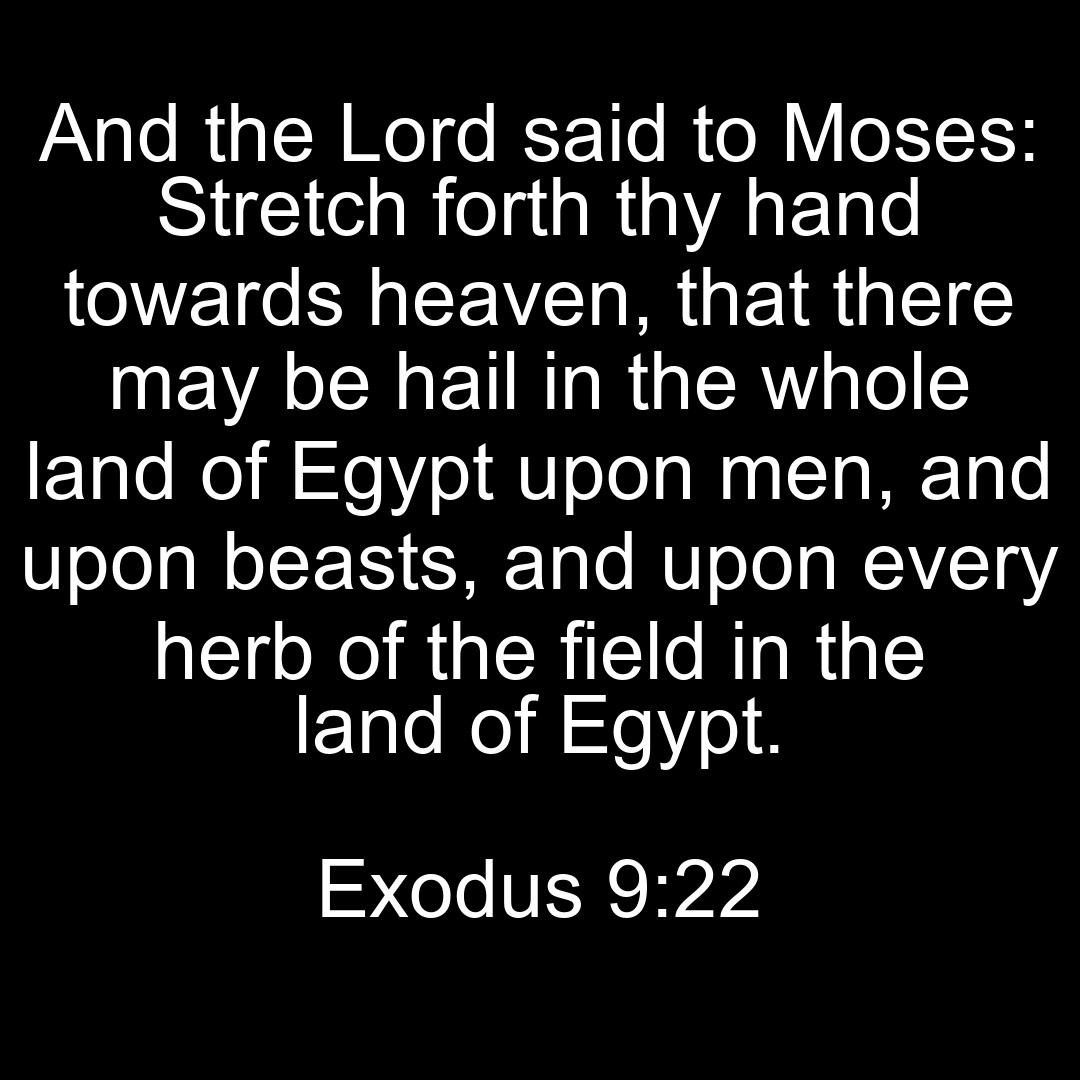 And the Lord said to Moses:
Stretch forth thy hand
towards heaven, that there
may be hail in the whole
land of Egypt upon men, and
upon beasts, and upon every
herb of the field in the
land of Egypt.
Exodus 9:22